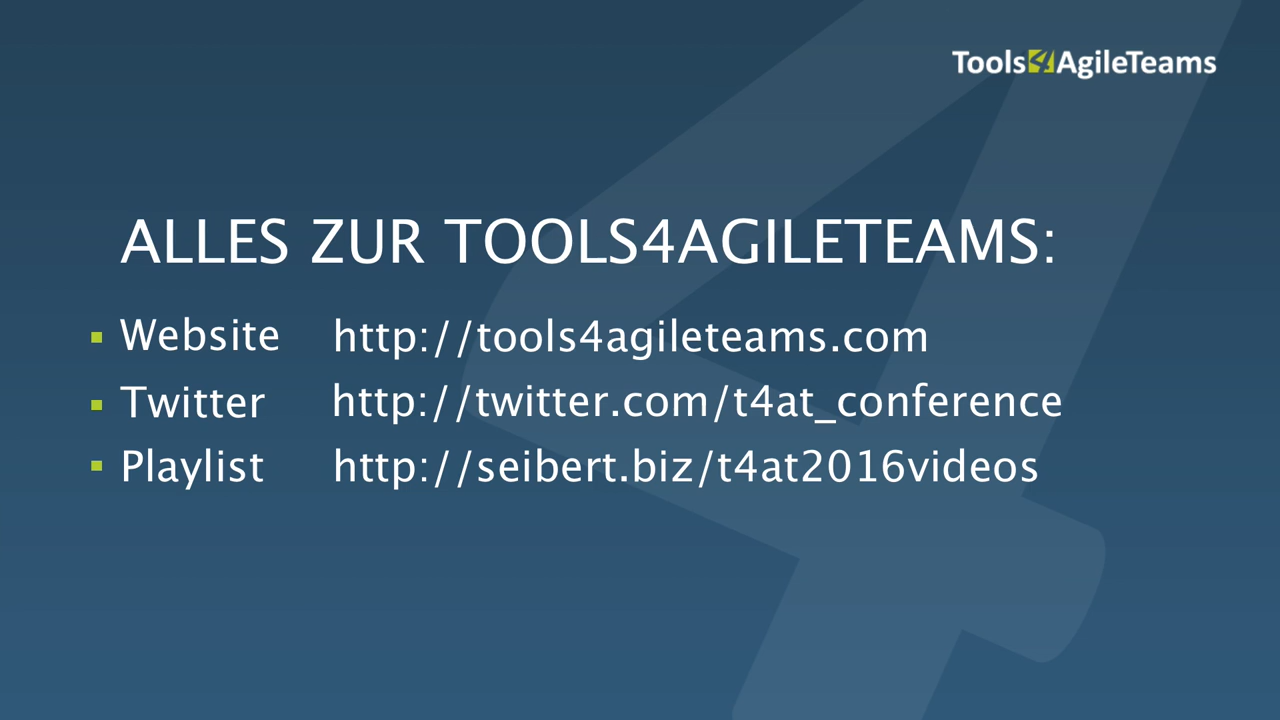 Tools4AgileTeams
ALLES ZUR TOOLS4AGILETEAMS:
Website http://tools4agileteams.com
Twitter http://twitter.com/t4at_conference
Playlist http://seibert.biz/t4at2016videos